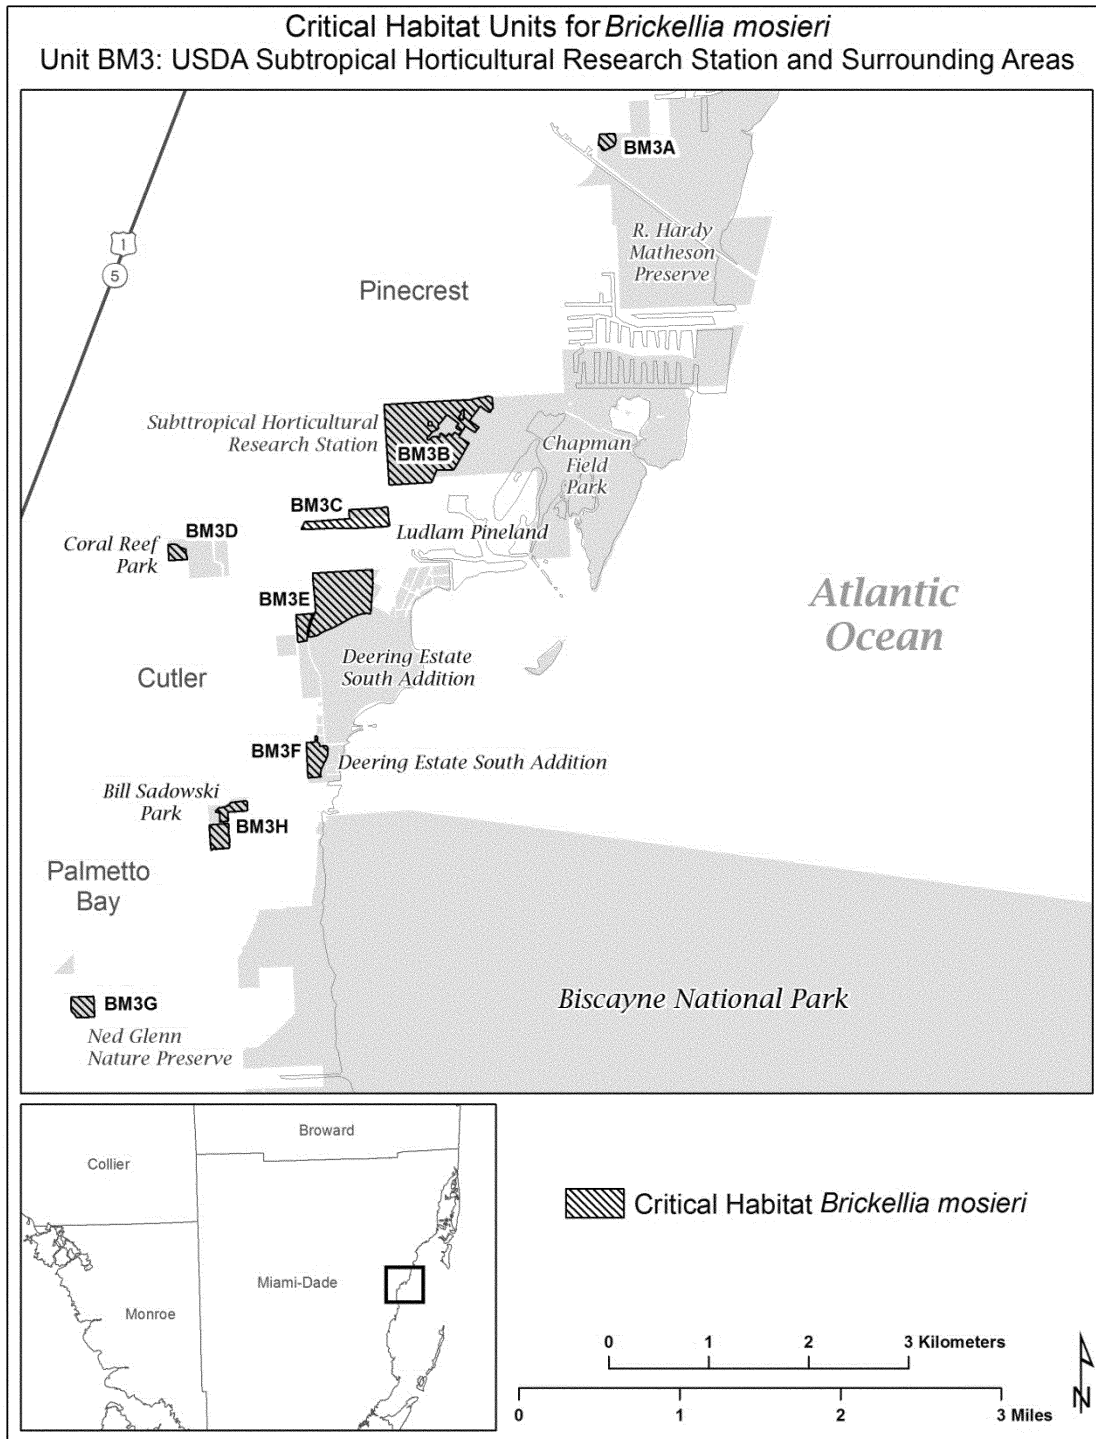 Critical Habitat Units for Brickellia mosieri
Unit BM3: USDA Subtropical Horticultural Research Station and Surrounding Areas
BM3A
R. Hardy
Matheson
Preserve
1
5
Pinecrest
Subttropical Horticultural
Research Station
BM3B
Chapman
Field
Park
BM3C
Ludlam Pineland
BM3D
Coral Reef
Park
BM3E
Atlantic
Ocean
Deering Estate
South Addition
Cutler
BM3F
Deering Estate South Addition
Bill Sadowski
Park
BM3H
Palmetto
Bay
BM3G
Ned Glenn
Nature Preserve
Biscayne National Park
Broward
Collier
Miami-Dade
Monroe
Critical Habitat Brickellia mosieri
0 1 2 3 Kilometers
0 1 2 3 Miles
N